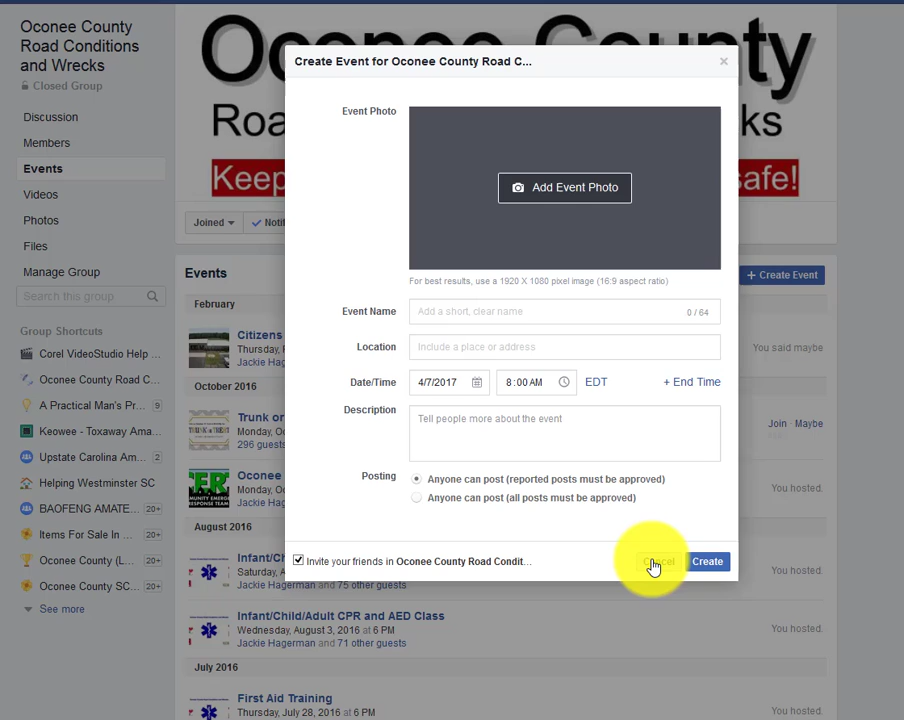 Oconee County
Road Conditions
and Wrecks
Closed Group
Discussion
Members
Events
Videos
Photos
Files
Manage Group
Search this group
Group Shortcuts
Corel VideoStudio Help ...
Oconee County Road C...
A Practical Man's Pr... 9
Keowee - Toxaway Ama...
Upstate Carolina Am... 2
Helping Westminster SC
BAOFENG AMATE... 20+
Items For Sale In ... 20+
Oconee County (L... 20+
Oconee County SC... 20+
See more
Oconee County
Joined
Events
+ Create Event
February
Citizens
Thursday,
Jackie Hagerman
You said maybe
October 2016
Trunk or
Monday,
296 guests
Join · Maybe
Oconee
Monday,
Jackie Hagerman
You hosted.
August 2016
Infant/Ch
Saturday,
Jackie Hagerman and 75 other guests
You hosted.
Infant/Child/Adult CPR and AED Class
Wednesday, August 3, 2016 at 6 PM
Jackie Hagerman and 71 other guests
You hosted.
July 2016
First Aid Training
Thursday, July 28, 2016 at 6 PM
You hosted.
Create Event for Oconee County Road C...
×
Event Photo
Add Event Photo
For best results, use a 1920 X 1080 pixel image (16:9 aspect ratio)
Event Name Add a short, clear name 0 / 64
Location Include a place or address
Date/Time 4/7/2017 8:00AM EDT + End Time
Description Tell people more about the event
Posting Anyone can post (reported posts must be approved)
Anyone can post (all posts must be approved)
Invite your friends in Oconee County Road Condit...
Cancel Create